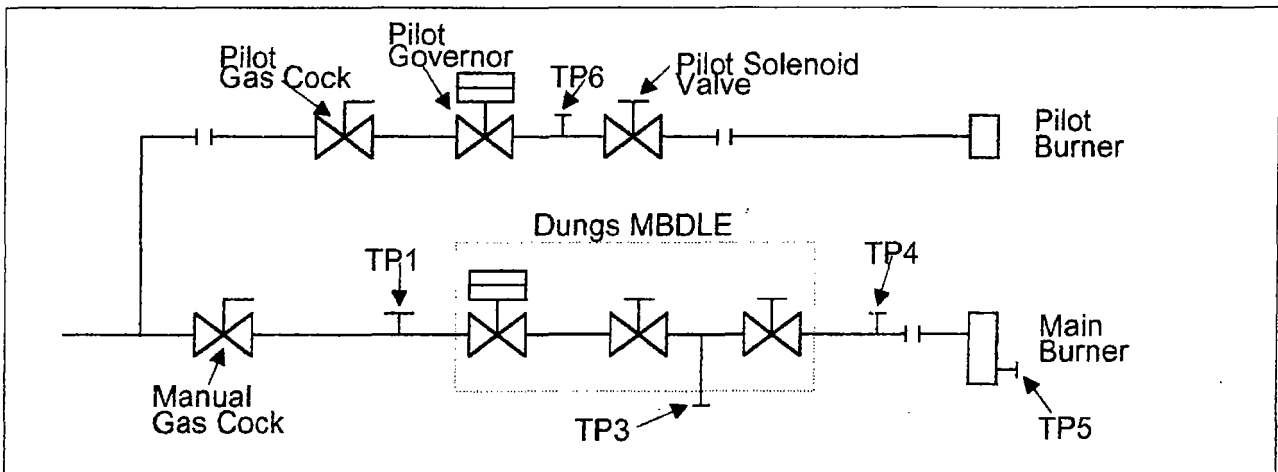 Pilot
Gas Cock
Pilot
Governor
TP6
Pilot Solenoid
Valve
Pilot
Burner
Dungs MBDLE
TP1
TP4
Main
Burner
Manual
Gas Cock
TP3
TP5